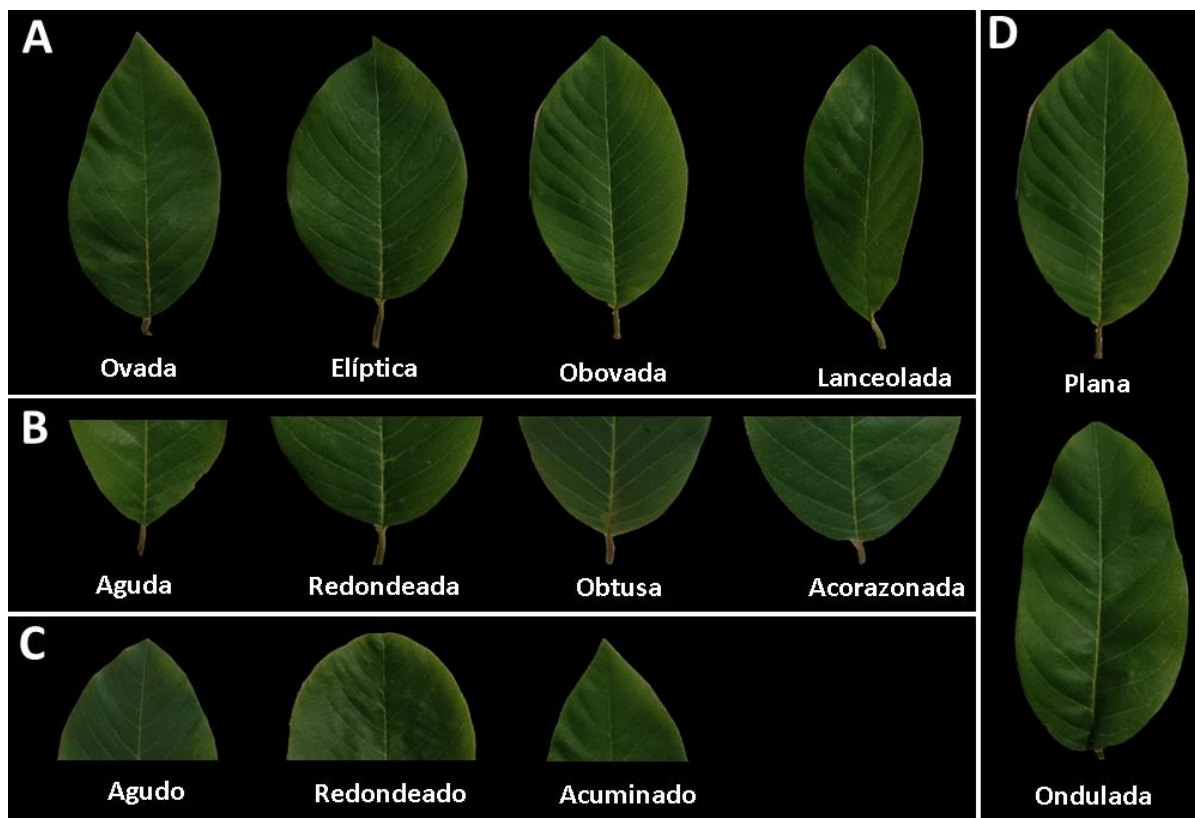 A
Ovada
Elíptica
Obovada
Lanceolada
B
Aguda
Redondeada
Obtusa
Acorazonada
C
Agudo
Redondeado
Acuminado
D
Plana
Ondulada